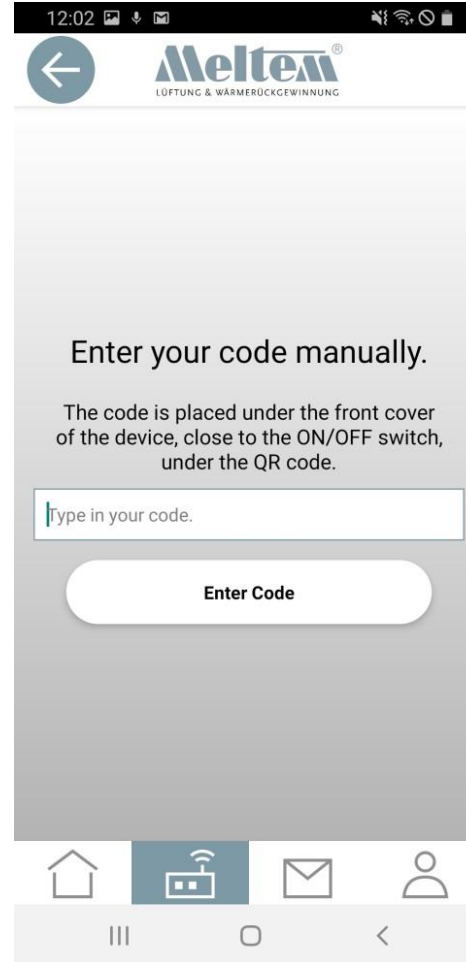 12:02
Meltem®
LÜFTUNG & WÄRMERÜCKGEWINNUNG
Enter your code manually.
The code is placed under the front cover
of the device, close to the ON/OFF switch,
under the QR code.
Type in your code.
Enter Code